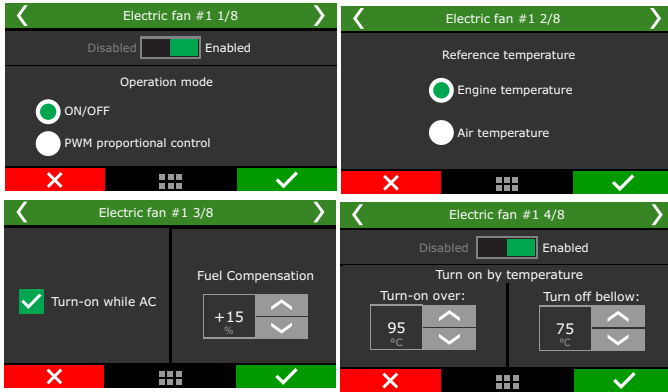 Electric fan #1 1/8
Disabled Enabled
Operation mode
ON/OFF
PWM proportional control
Electric fan #1 2/8
Reference temperature
Engine temperature
Air temperature
Electric fan #1 3/8
Turn-on while AC
Fuel Compensation
+15
%
Electric fan #1 4/8
Disabled Enabled
Turn on by temperature
Turn-on over:
95
°C
Turn off bellow:
75
°C